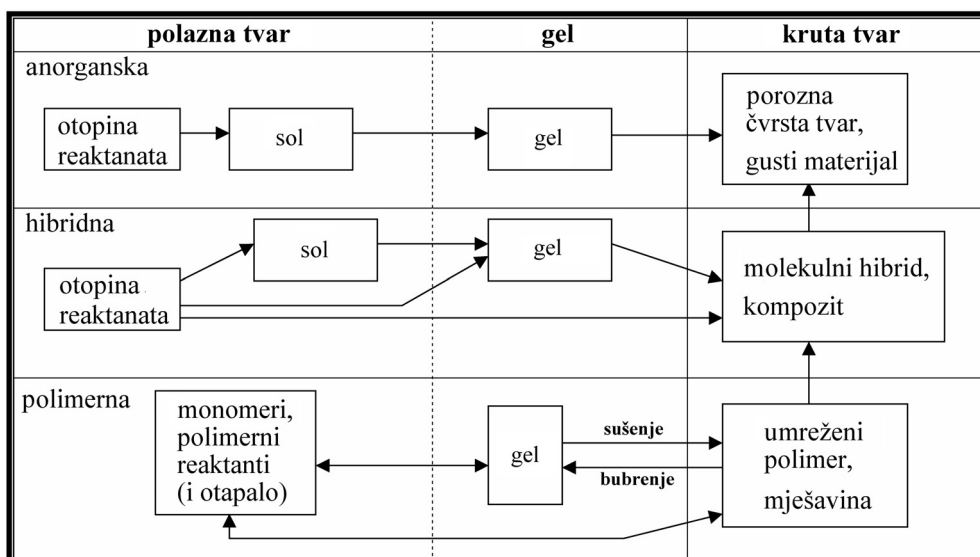 polazna tvar
gel
kruta tvar
anorganska
otopina
reaktanata
sol
gel
porozna
čvrsta tvar,
gusti materijal
hibridna
sol
gel
otopina
reaktanata
molekulni hibrid,
kompozit
polimerna
monomeri,
polimerni
reaktanti
(i otapalo)
gel
sušenje
bubrenje
umreženi
polimer,
mješavina